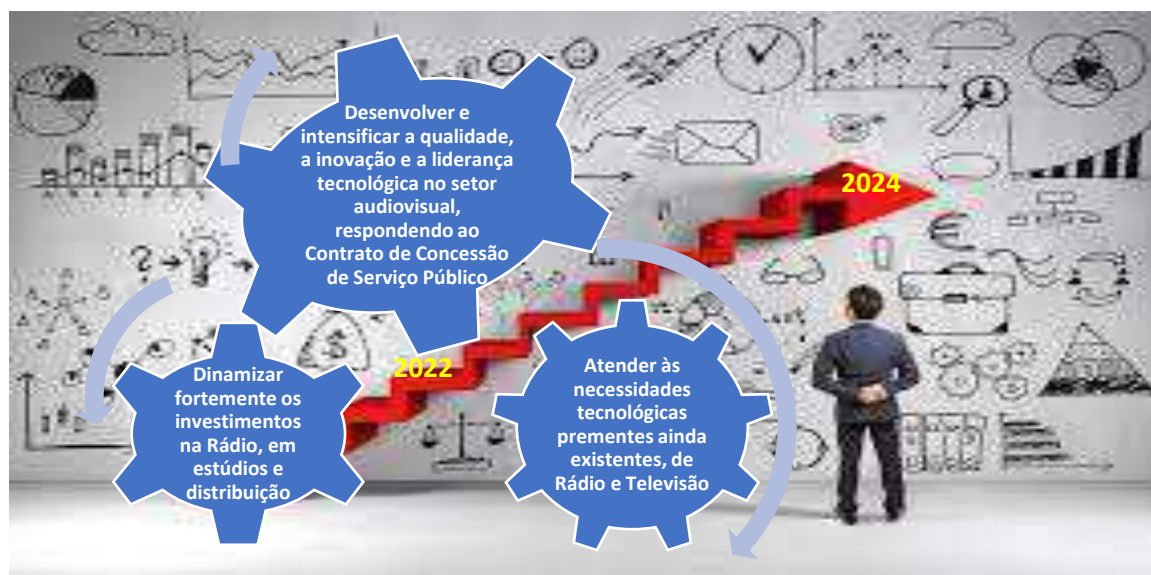 Desenvolver e
intensificar a qualidade,
a inovação e a liderança
tecnológica no setor
audiovisual,
respondendo ao
Contrato de Concessão
de Serviço Público
2024
2022
Dinamizar
fortemente os
investimentos
na Rádio, em
estúdios e
distribuição
Atender às
necessidades
tecnológicas
prementes ainda
existentes, de
Rádio e Televisão